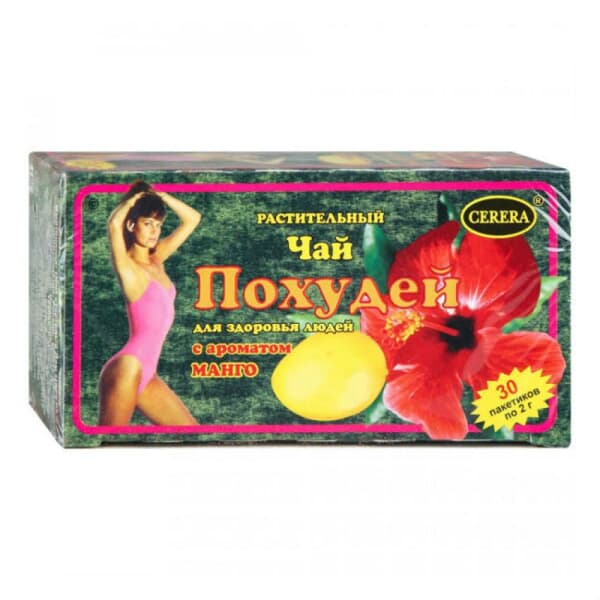 РАСТИТЕЛЬНЫЙ
Чай
Похудей
для здоровья людей
с ароматом
МАНГО
CERERA®
30
пакетиков
по 2 г